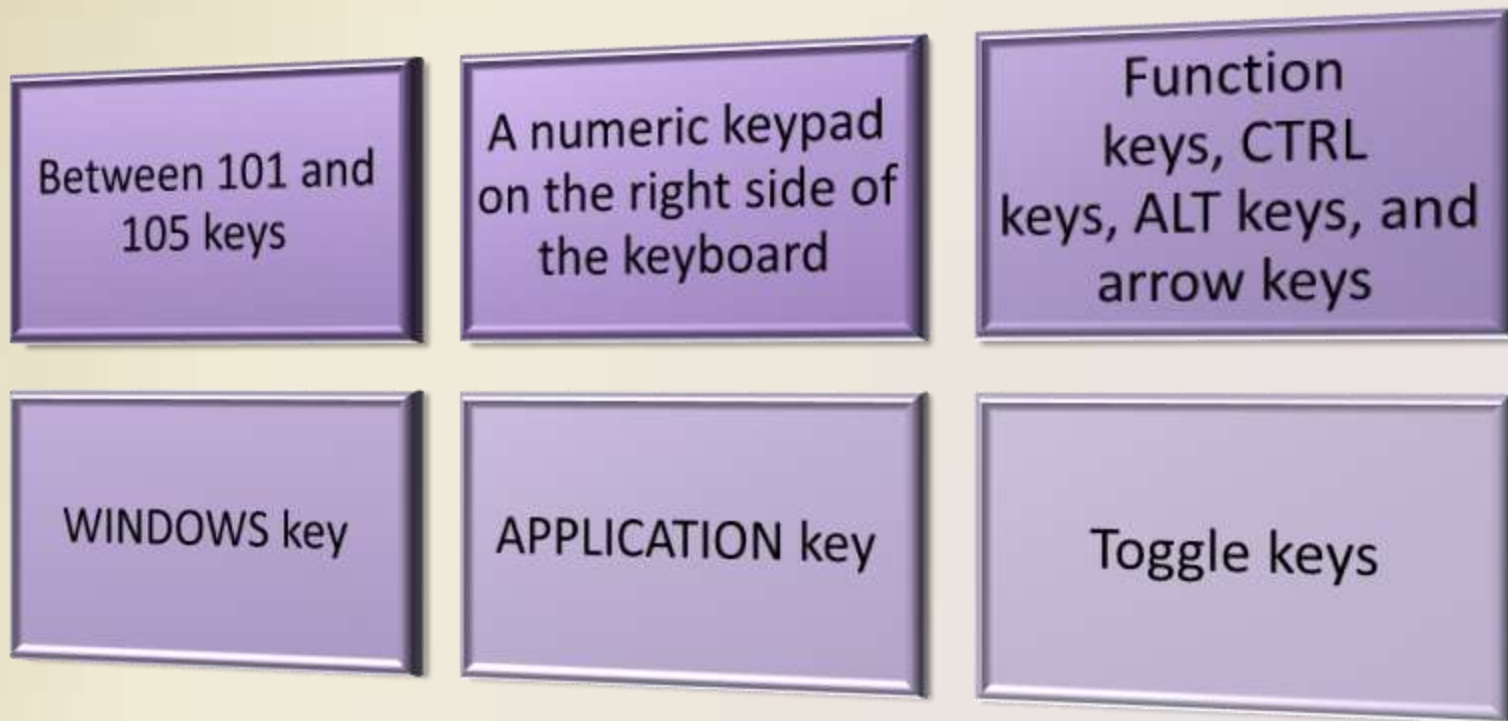 Between 101 and
105 keys
A numeric keypad
on the right side of
the keyboard
Function
keys, CTRL
keys, ALT keys, and
arrow keys
WINDOWS key
APPLICATION key
Toggle keys